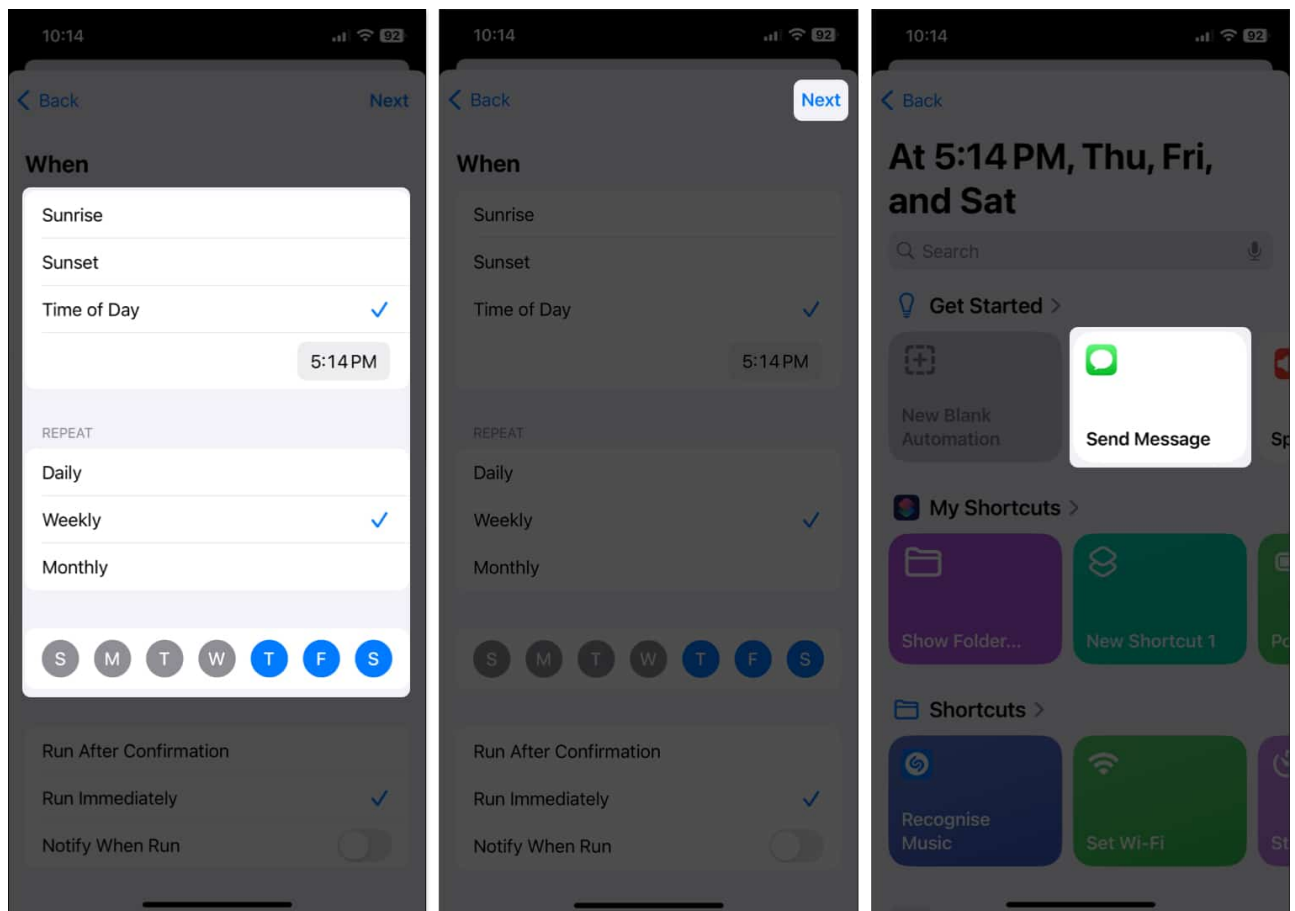 10:14
92
Back
Next
When
Sunrise
Sunset
Time of Day
5:14 PM
REPEAT
Daily
Weekly
Monthly
S M T W T F S
Run After Confirmation
Run Immediately
Notify When Run
10:14
92
Back
Next
When
Sunrise
Sunset
Time of Day
5:14 PM
REPEAT
Daily
Weekly
Monthly
S M T W T F S
Run After Confirmation
Run Immediately
Notify When Run
10:14
92
Back
At 5:14 PM, Thu, Fri,
and Sat
Search
Get Started
New Blank
Automation
Send Message
Sp
My Shortcuts
Show Folder...
New Shortcut 1
Po
Shortcuts
Recognise
Music
Set Wi-Fi
St